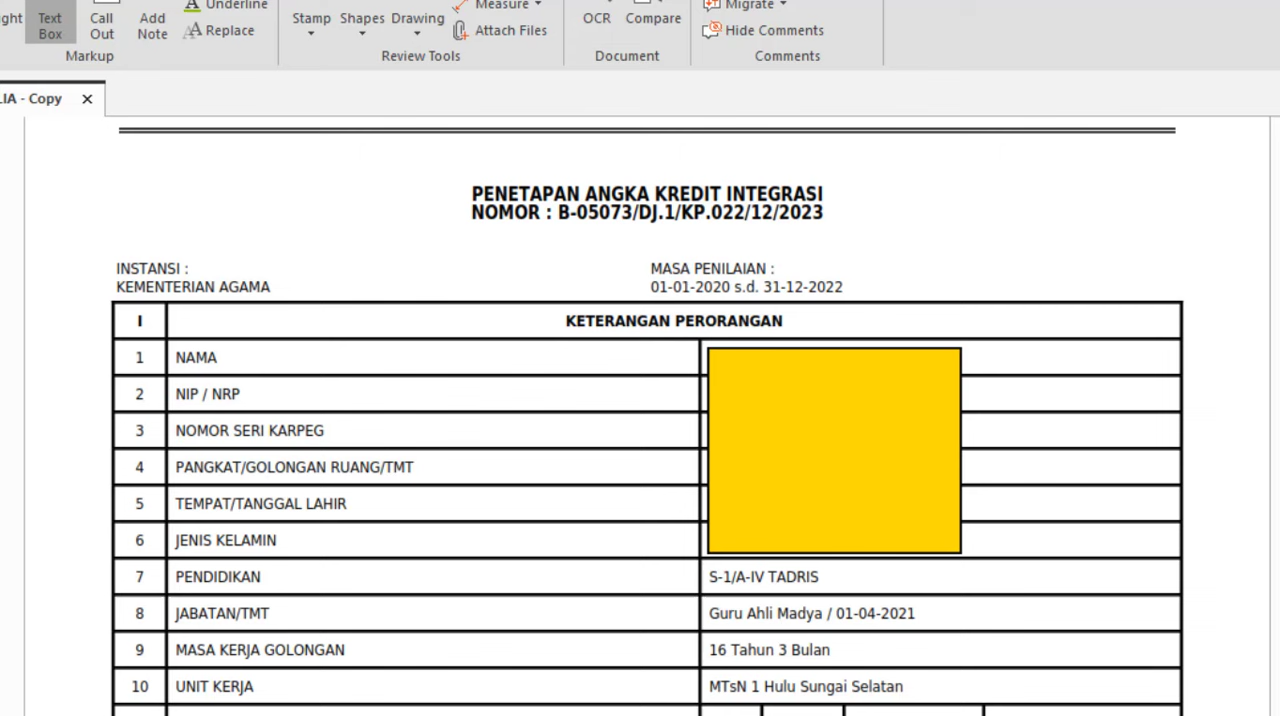 Text Box
Call Out
Add Note
Underline
Replace
Markup
Stamp
Shapes
Drawing
Measure
Attach Files
Review Tools
OCR
Compare
Document
Migrate
Hide Comments
Comments
- Copy
PENETAPAN ANGKA KREDIT INTEGRASI
NOMOR : B-05073/DJ.1/KP.022/12/2023
INSTANSI :
KEMENTERIAN AGAMA
MASA PENILAIAN :
01-01-2020 s.d. 31-12-2022
I KETERANGAN PERORANGAN
1 NAMA
2 NIP / NRP
3 NOMOR SERI KARPEG
4 PANGKAT/GOLONGAN RUANG/TMT
5 TEMPAT/TANGGAL LAHIR
6 JENIS KELAMIN
7 PENDIDIKAN S-1/A-IV TADRIS
8 JABATAN/TMT Guru Ahli Madya / 01-04-2021
9 MASA KERJA GOLONGAN 16 Tahun 3 Bulan
10 UNIT KERJA MTsN 1 Hulu Sungai Selatan